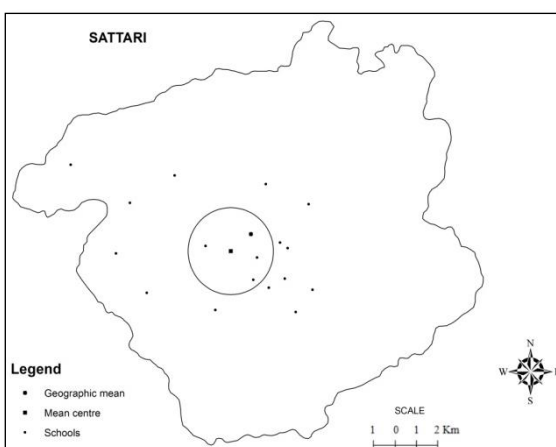 SATTARI
N
W
S
Legend
Geographic mean
Mean centre
Schools
SCALE
1 0 1 2 Km